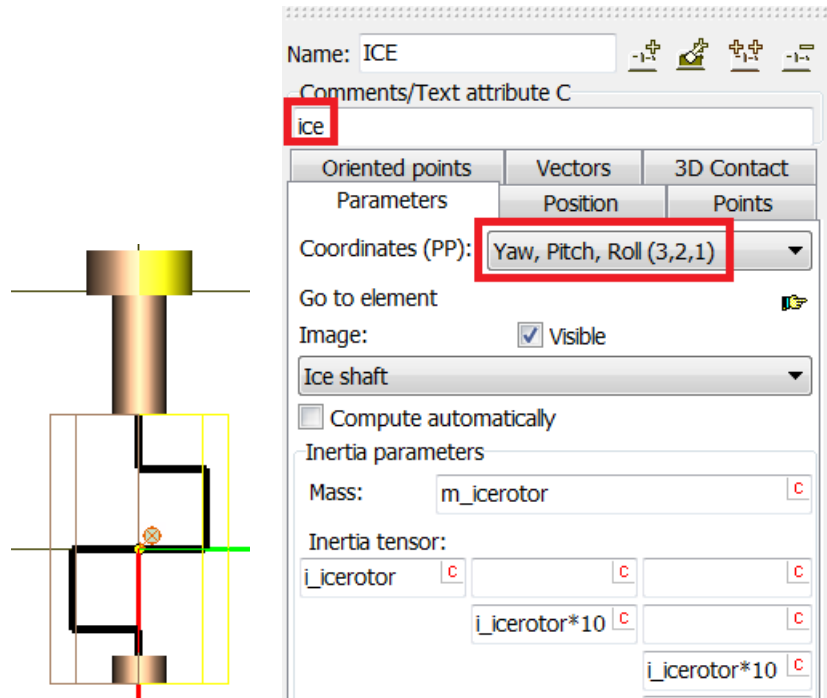 Name: ICE
Comments/Text attribute C
ice
Oriented points Vectors 3D Contact
Parameters Position Points
Coordinates (PP): Yaw, Pitch, Roll (3,2,1)
Go to element
Image: Visible
Ice shaft
Compute automatically
Inertia parameters
Mass: m_icerotor C
Inertia tensor:
i_icerotor C C C
i_icerotor*10 C C
i_icerotor*10 C